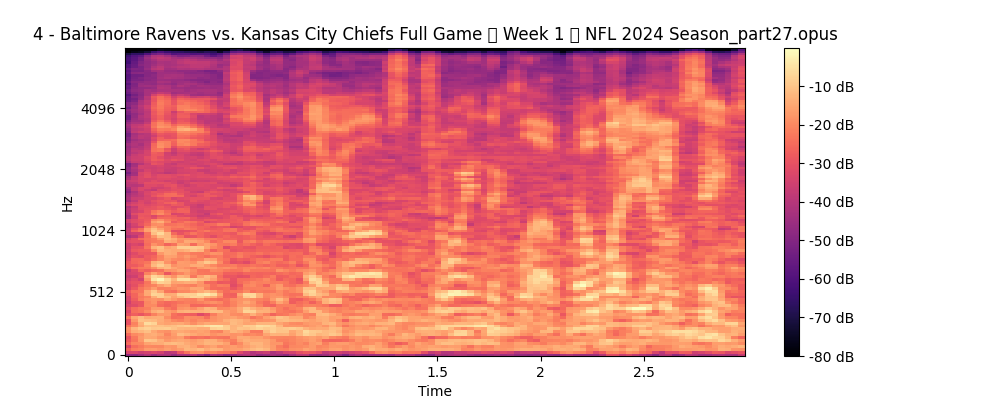 4 - Baltimore Ravens vs. Kansas City Chiefs Full Game ▯ Week 1 ▯ NFL 2024 Season_part27.opus
4096
2048
1024
512
0
Hz
0
0.5
1
1.5
2
2.5
Time
-10 dB
-20 dB
-30 dB
-40 dB
-50 dB
-60 dB
-70 dB
-80 dB